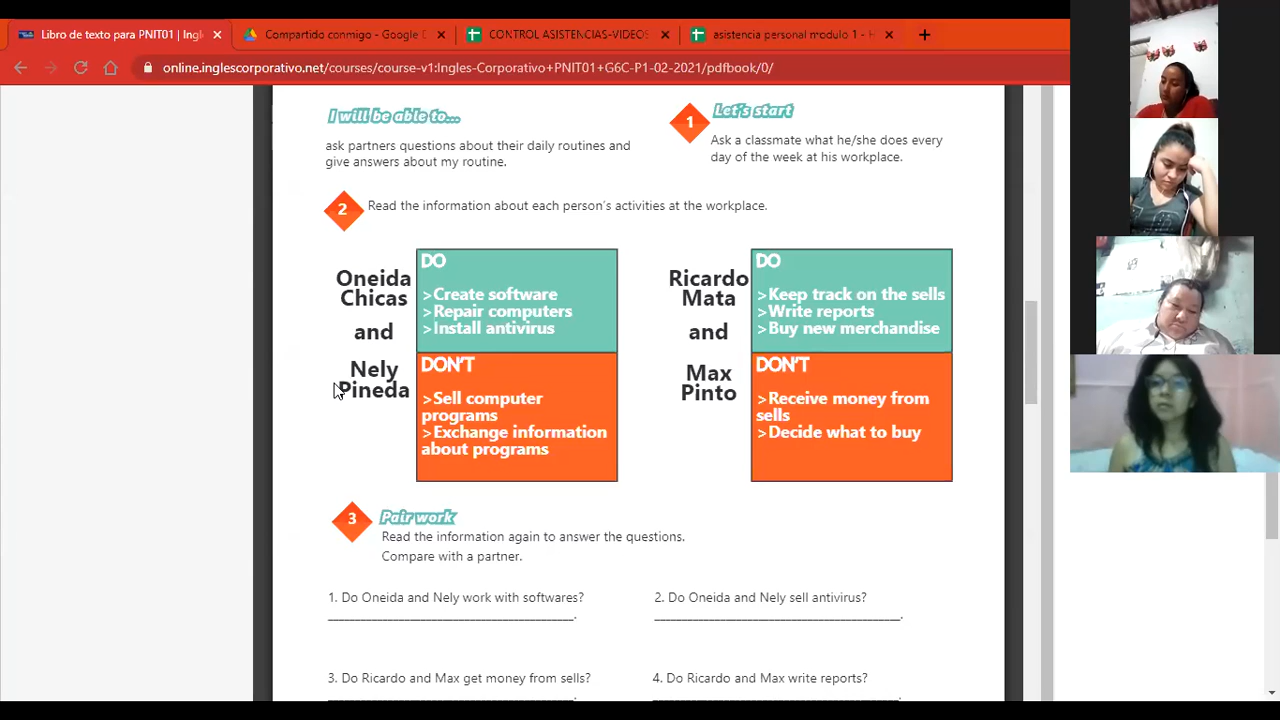 Libro de texto para PNIT01 | Ingl
Compartido conmigo - Google D
CONTROL ASISTENCIAS-VIDEOS
asistencia personal modulo 1 - H
online.inglescorporativo.net/courses/course-v1:Ingles-Corporativo+PNIT01+G6C-P1-02-2021/pdfbook/0/
I will be able to...
ask partners questions about their daily routines and
give answers about my routine.
1
Let's start
Ask a classmate what he/she does every
day of the week at his workplace.
2
Read the information about each person's activities at the workplace.
Oneida
Chicas
and
Nely
Pineda
DO
>Create software
>Repair computers
>Install antivirus
DON'T
>Sell computer
programs
>Exchange information
about programs
Ricardo
Mata
and
Max
Pinto
DO
>Keep track on the sells
>Write reports
>Buy new merchandise
DON'T
>Receive money from
sells
>Decide what to buy
3
Pair work
Read the information again to answer the questions.
Compare with a partner.
1. Do Oneida and Nely work with softwares?
2. Do Oneida and Nely sell antivirus?
3. Do Ricardo and Max get money from sells?
4. Do Ricardo and Max write reports?